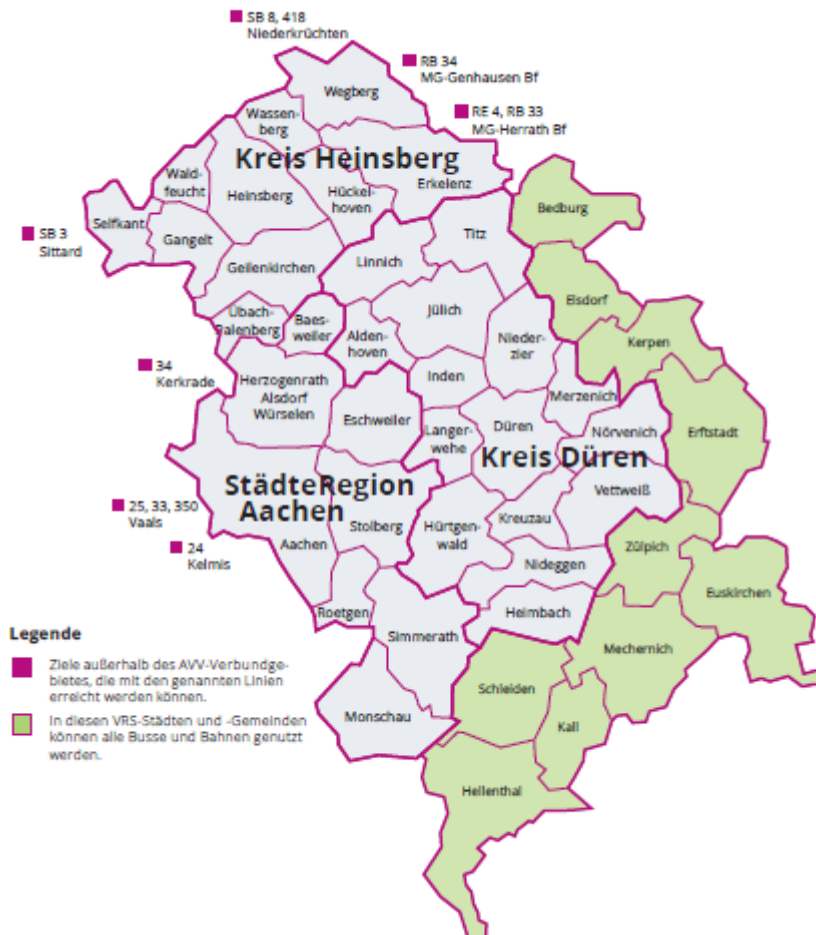 SB 8, 418
Niederkrüchten
RB 34
MG-Genhausen Bf
RE 4, RB 33
MG-Herrath Bf
Wegberg
Wassen-
berg
Kreis Heinsberg
Erkelenz
Wald-
feucht
Heinsberg
Hückel-
hoven
Bedburg
Selfkant
SB 3
Sittard
Gangelt
Titz
Geilenkirchen
Linnich
Elsdorf
Übach-
Palenberg
Baes-
weiler
Jülich
Alden-
hoven
Nieder-
zier
Kerpen
34
Kerkrade
Herzogenrath
Alsdorf
Würselen
Inden
Merzenich
Eschweiler
Langer-
wehe
Düren
Nörvenich
Erftstadt
Kreis Düren
StädteRegion
Aachen
Vettweiß
25, 33, 350
Vaals
Stolberg
Hürtgen-
wald
Kreuzau
24
Kelmis
Aachen
Zülpich
Nideggen
Euskirchen
Roetgen
Heimbach
Simmerath
Mechernich
Legende
Ziele außerhalb des AVV-Verbundge-
bietes, die mit den genannten Linien
erreicht werden können.
Schleiden
Monschau
In diesen VRS-Städten und -Gemeinden
können alle Busse und Bahnen genutzt
werden.
Kall
Hellenthal